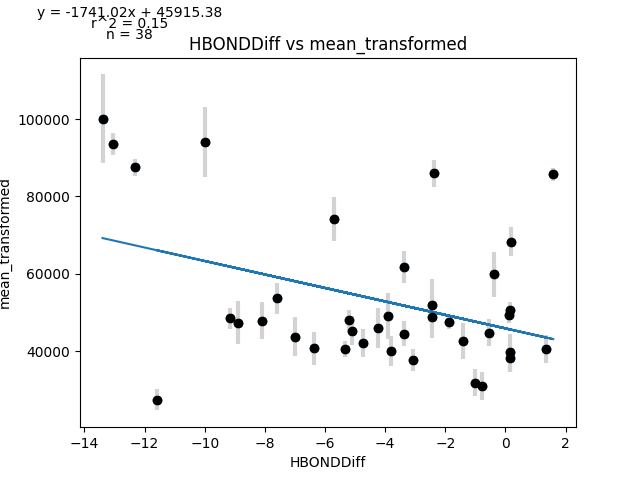 y = -1741.02x + 45915.38
r^2 = 0.15
n = 38
HBONDDiff vs mean_transformed
100000
80000
60000
40000
mean_transformed
−14 −12 −10 −8 −6 −4 −2 0 2
HBONDDiff